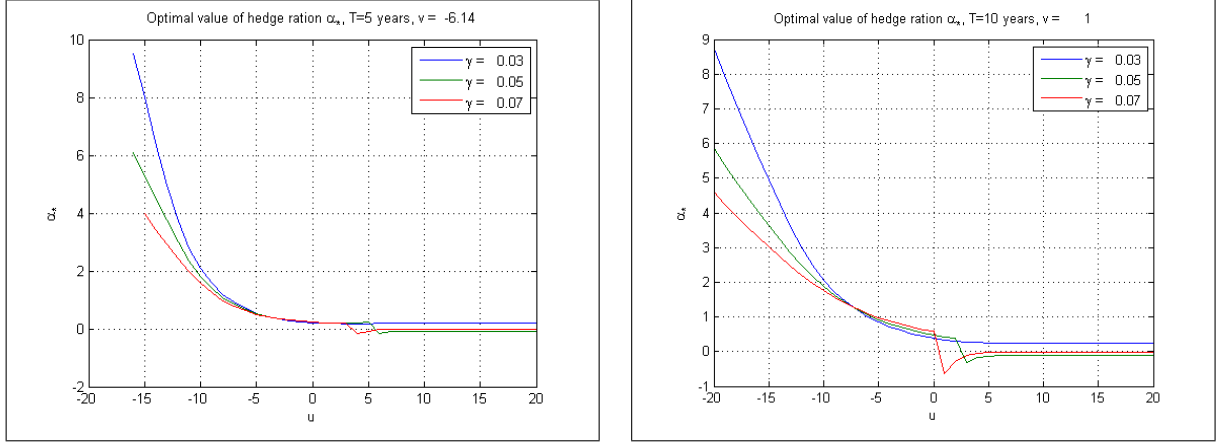 Optimal value of hedge ration α*, T=5 years, v = -6.14
10
8
6
4
2
0
-2
α*
-20 -15 -10 -5 0 5 10 15 20
u
γ = 0.03
γ = 0.05
γ = 0.07
Optimal value of hedge ration α*, T=10 years, v = 1
9
8
7
6
5
4
3
2
1
0
-1
α*
-20 -15 -10 -5 0 5 10 15 20
u
γ = 0.03
γ = 0.05
γ = 0.07